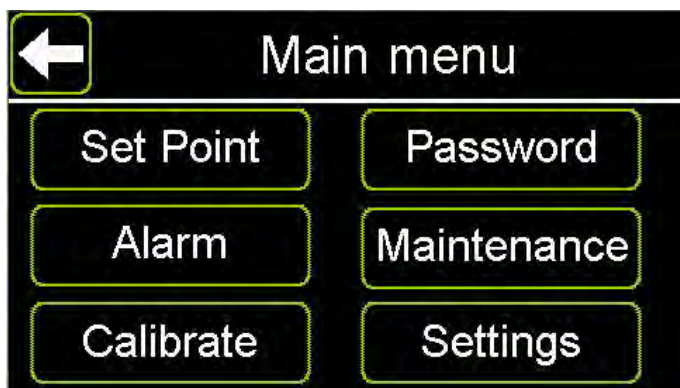 Main menu
Set Point
Password
Alarm
Maintenance
Calibrate
Settings